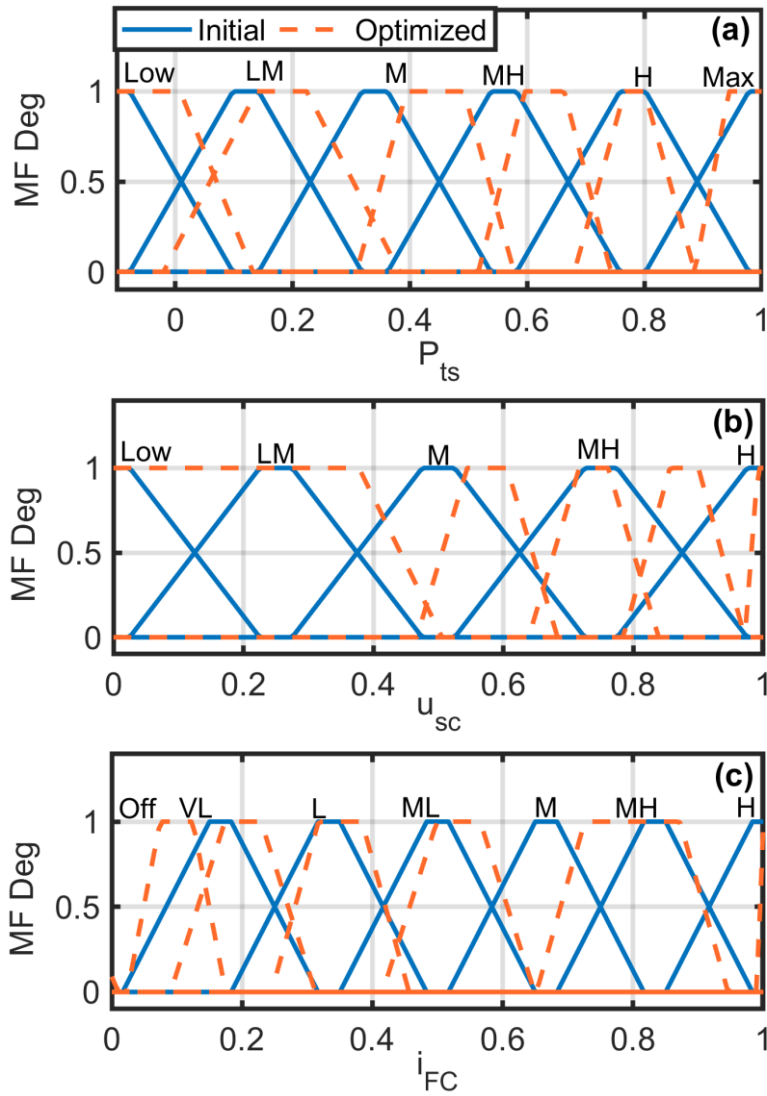 Initial Optimized (a)
Low LM M MH H Max
1
0.5
0
MF Deg
0 0.2 0.4 0.6 0.8 1
P_ts
(b)
Low LM M MH H
1
0.5
0
MF Deg
0 0.2 0.4 0.6 0.8 1
u_sc
(c)
Off VL L ML M MH H
1
0.5
0
MF Deg
0 0.2 0.4 0.6 0.8 1
i_FC